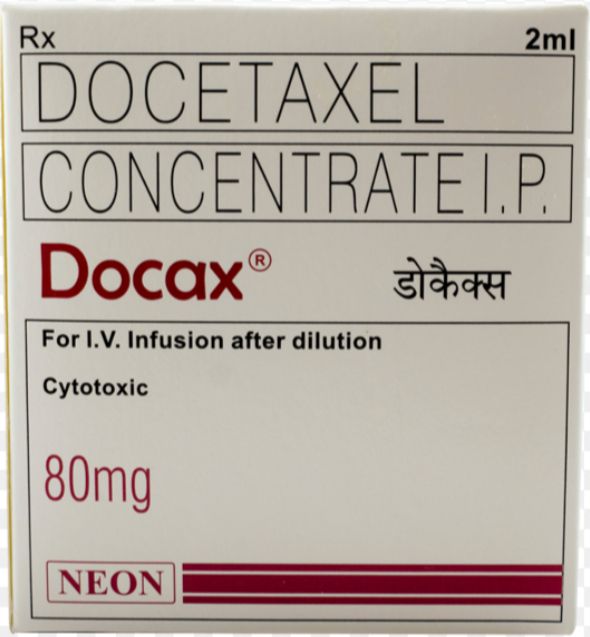 Rx 2ml
DOCETAXEL
CONCENTRATE I.P.
Docax® डोकैक्स
For I.V. Infusion after dilution
Cytotoxic
80mg
NEON